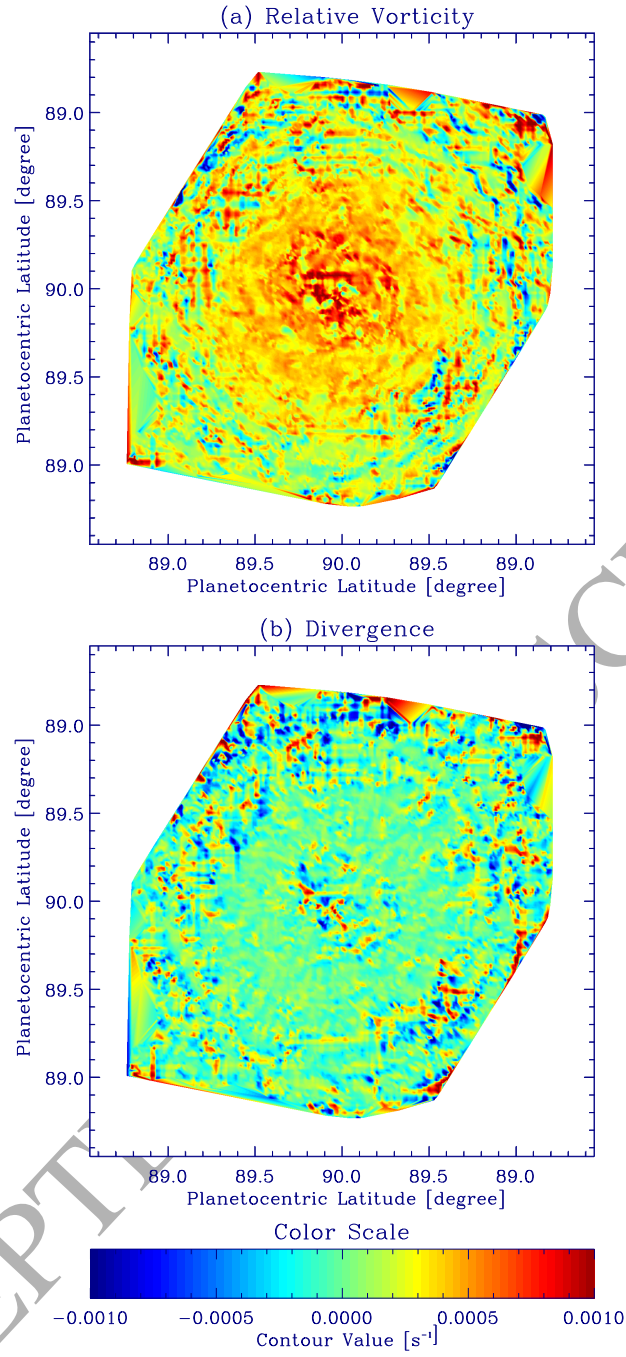 (a) Relative Vorticity
Planetocentric Latitude [degree]
89.0
89.5
90.0
89.5
89.0
89.0 89.5 90.0 89.5 89.0
Planetocentric Latitude [degree]
(b) Divergence
Planetocentric Latitude [degree]
89.0
89.5
90.0
89.5
89.0
89.0 89.5 90.0 89.5 89.0
Planetocentric Latitude [degree]
Color Scale
−0.0010 −0.0005 0.0000 0.0005 0.0010
Contour Value [s⁻¹]